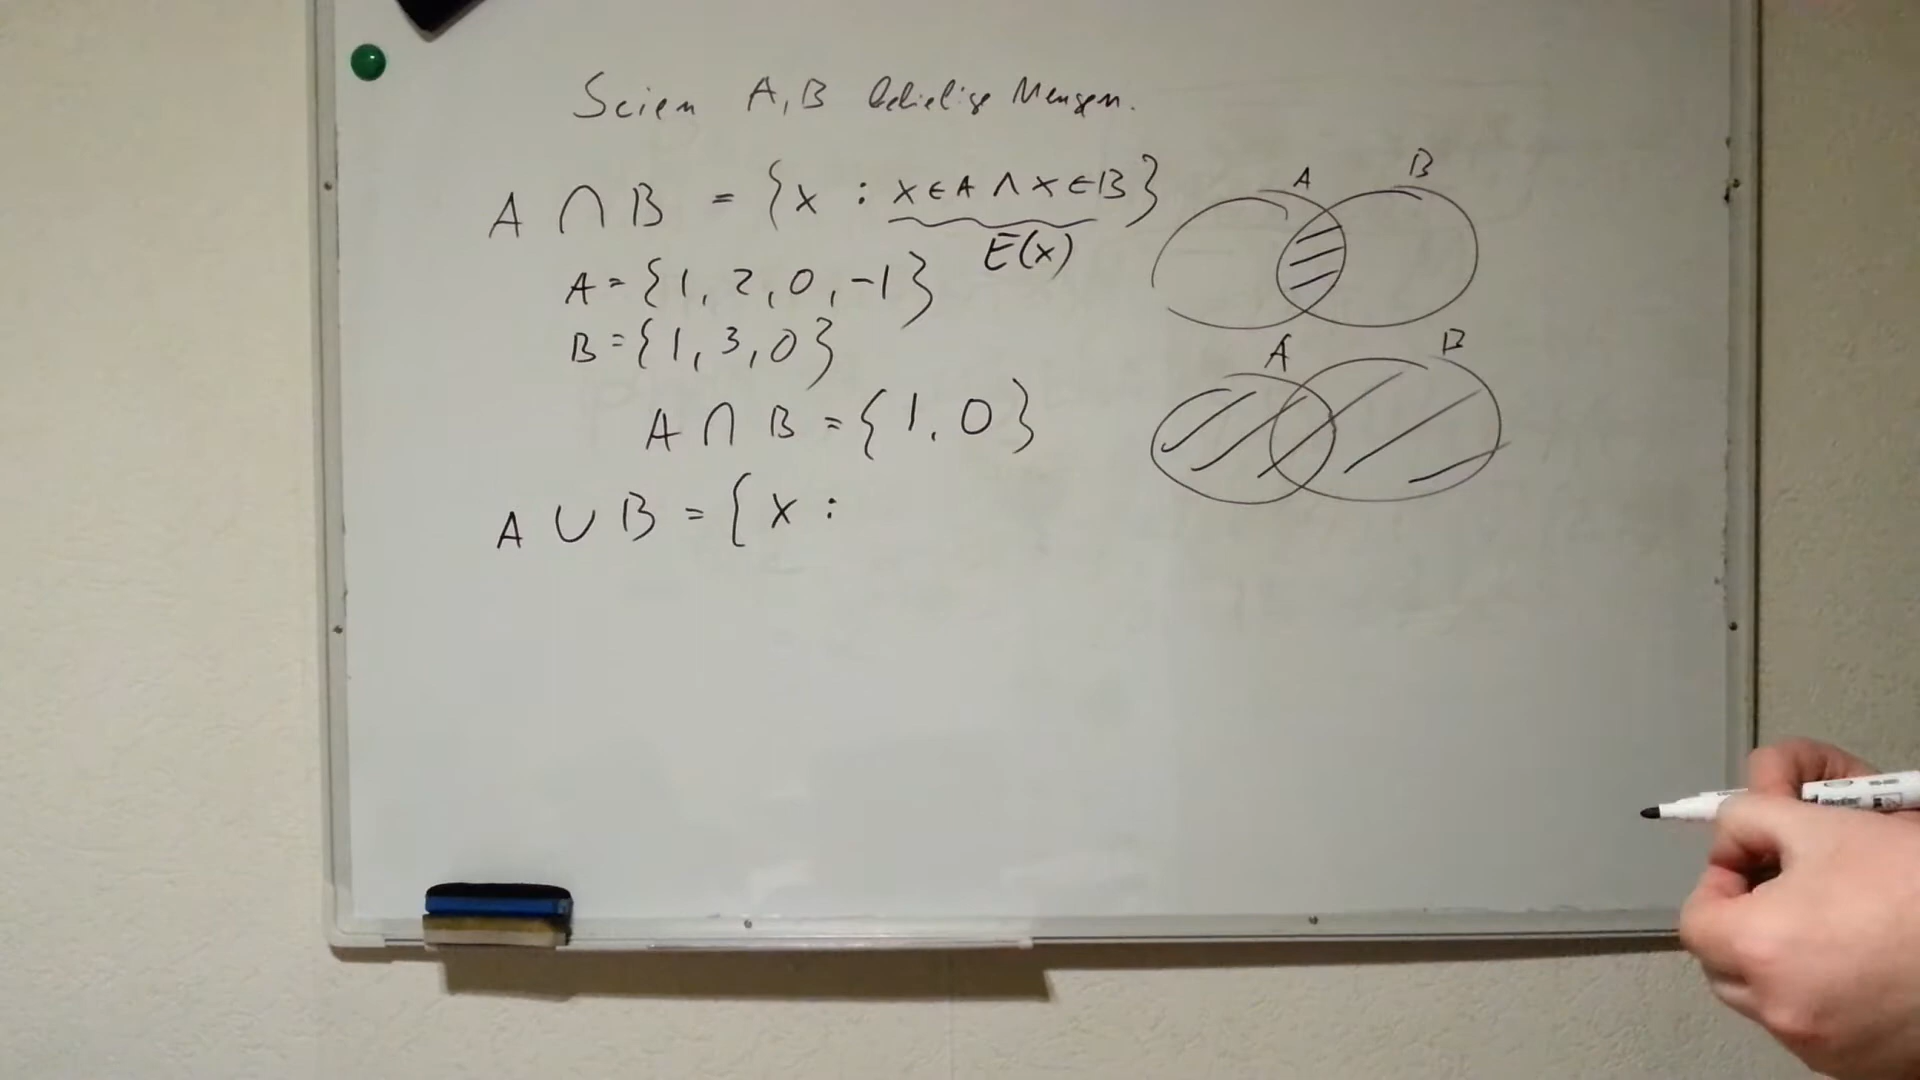 Seien A, B beliebige Mengen.
A ∩ B = {x : x ∈ A ∧ x ∈ B}
E(x)
A = {1, 2, 0, -1}
B = {1, 3, 0}
A ∩ B = {1, 0}
A ∪ B = {x :
A B
A B